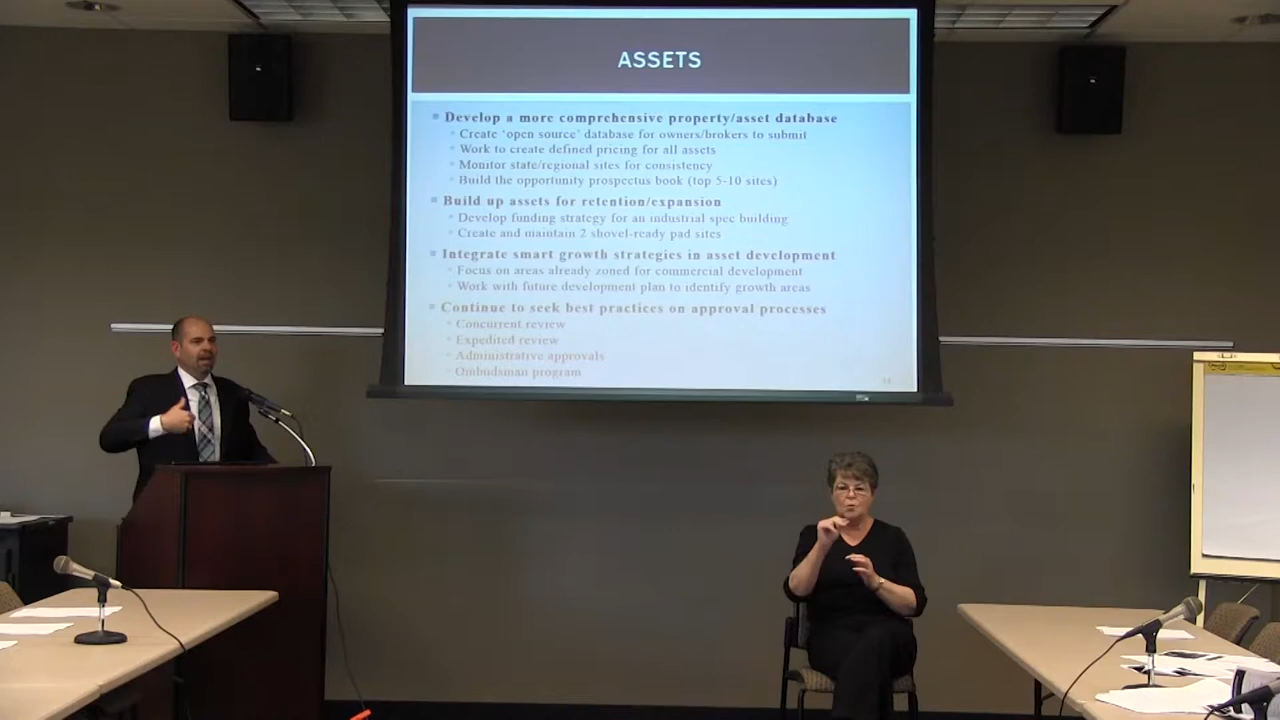 ASSETS
Develop a more comprehensive property/asset database
Create 'open source' database for owners/brokers to submit
Work to create defined pricing for all assets
Monitor state/regional sites for consistency
Build the opportunity prospectus book (top 5-10 sites)
Build up assets for retention/expansion
Develop funding strategy for an industrial spec building
Create and maintain 2 shovel-ready pad sites
Integrate smart growth strategies in asset development
Focus on areas already zoned for commercial development
Work with future development plan to identify growth areas
Continue to seek best practices on approval processes
Concurrent review
Expedited review
Administrative approvals
Ombudsman program